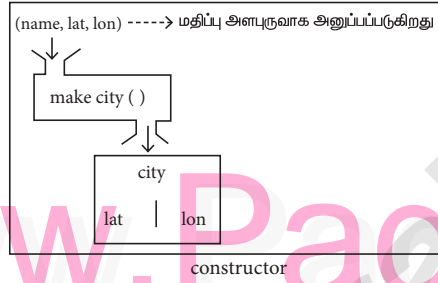 (name, lat, lon) -----> மதிப்பு அளபுருவாக அனுப்பப்படுகிறது
make city ( )
city
lat | lon
constructor